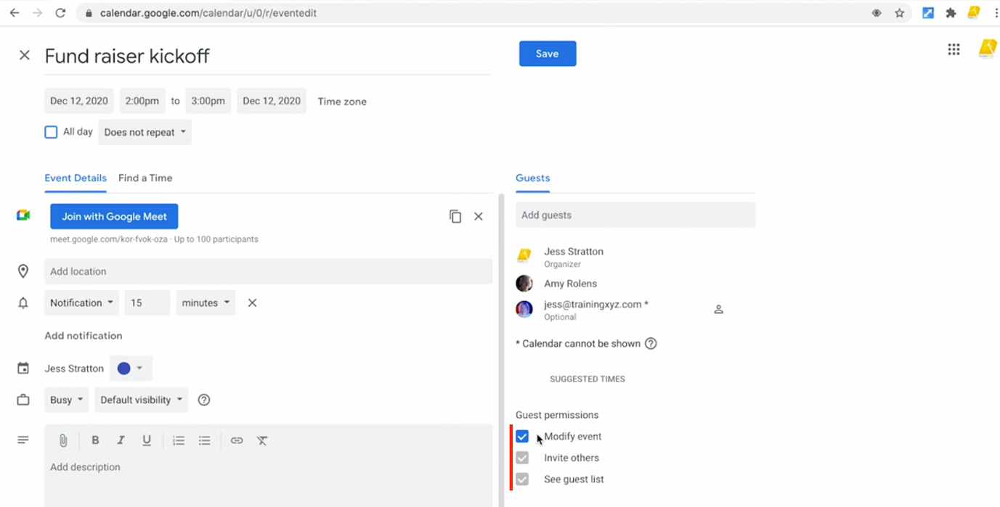 calendar.google.com/calendar/u/0/r/eventedit
Fund raiser kickoff
Save
Dec 12, 2020 2:00pm to 3:00pm Dec 12, 2020 Time zone
All day Does not repeat
Event Details Find a Time
Join with Google Meet
meet.google.com/kor-fvok-oza · Up to 100 participants
Add location
Notification 15 minutes
Add notification
Jess Stratton
Busy Default visibility
B I U
Add description
Guests
Add guests
Jess Stratton
Organizer
Amy Rolens
jess@trainingxyz.com *
Optional
* Calendar cannot be shown
SUGGESTED TIMES
Guest permissions
Modify event
Invite others
See guest list